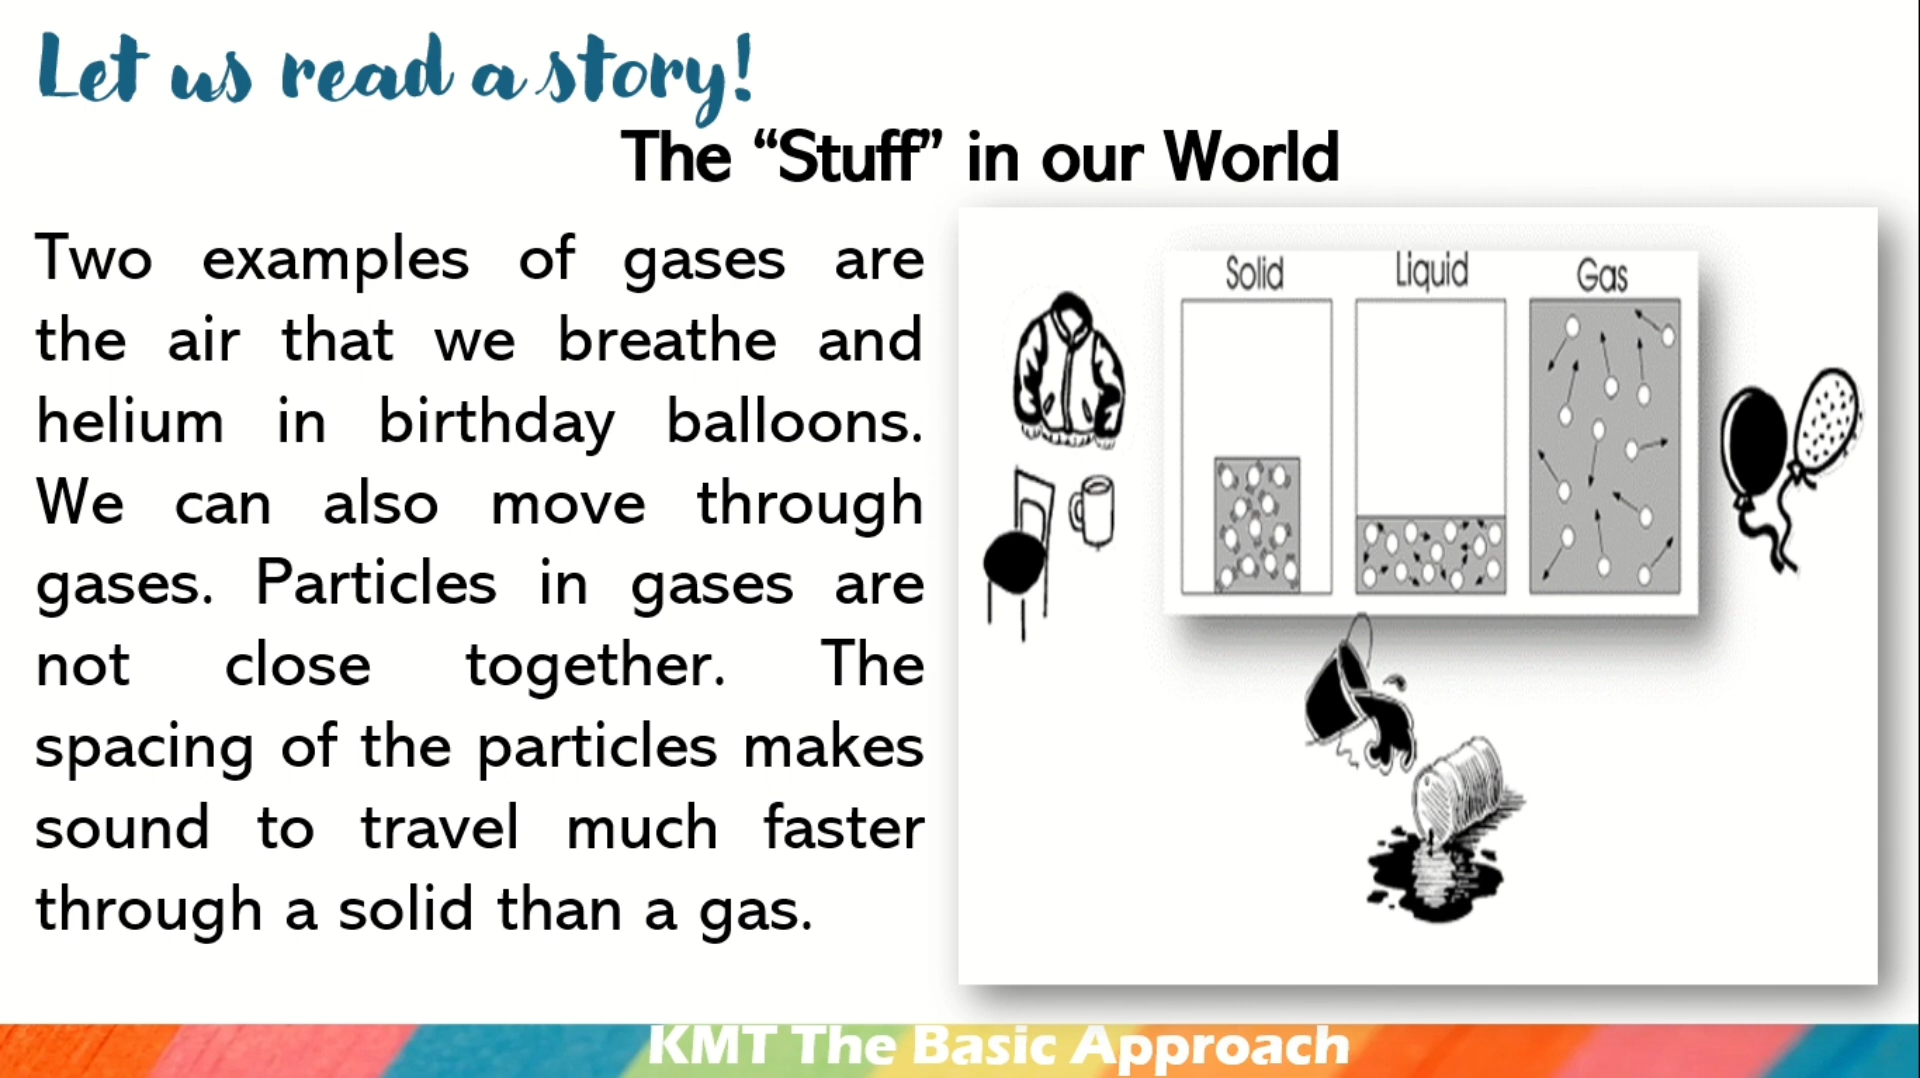 Let us read a story!
The “Stuff” in our World
Two examples of gases are
the air that we breathe and
helium in birthday balloons.
We can also move through
gases. Particles in gases are
not close together. The
spacing of the particles makes
sound to travel much faster
through a solid than a gas.
Solid
Liquid
Gas
KMT The Basic Approach